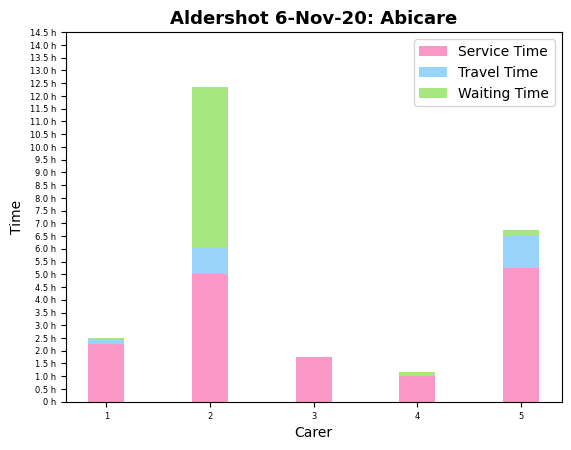 Aldershot 6-Nov-20: Abicare
14.5 h
14.0 h
13.5 h
13.0 h
12.5 h
12.0 h
11.5 h
11.0 h
10.5 h
10.0 h
9.5 h
9.0 h
8.5 h
8.0 h
7.5 h
7.0 h
6.5 h
6.0 h
5.5 h
5.0 h
4.5 h
4.0 h
3.5 h
3.0 h
2.5 h
2.0 h
1.5 h
1.0 h
0.5 h
0 h
Time
Service Time
Travel Time
Waiting Time
1 2 3 4 5
Carer